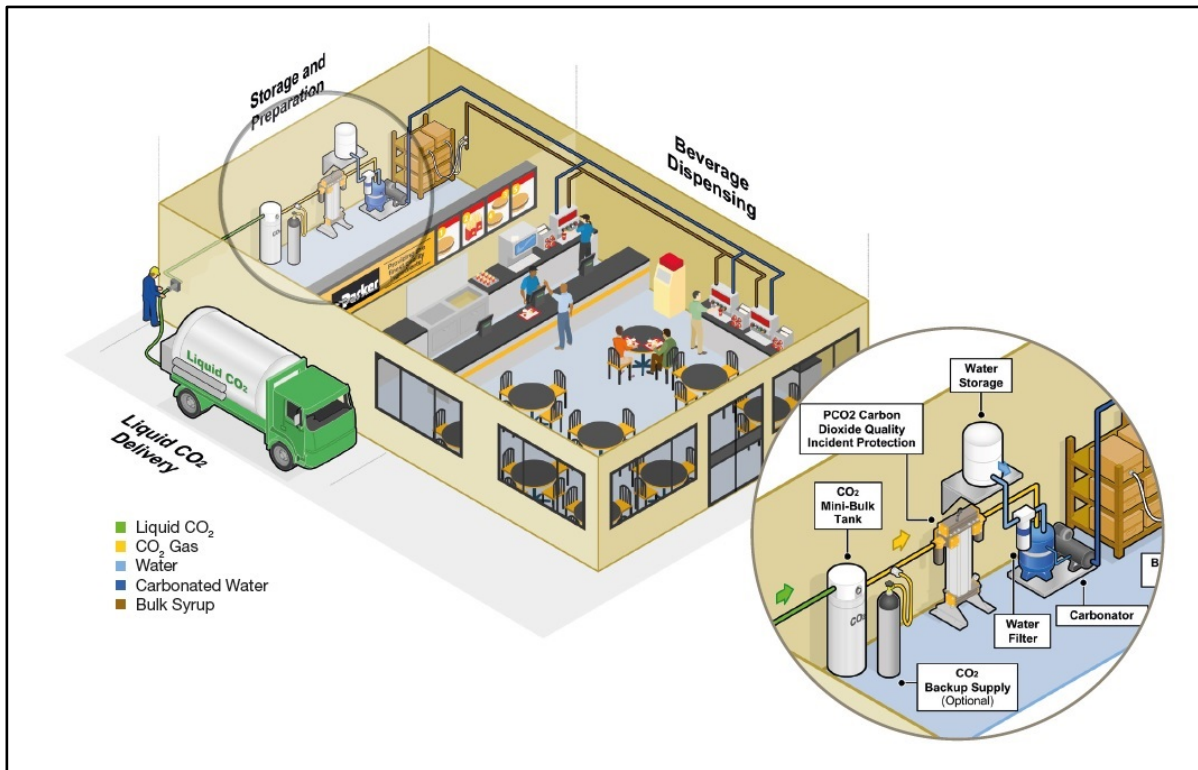 Storage and
Preparation
Beverage
Dispensing
Parker
Liquid CO₂
Liquid CO₂
Delivery
Liquid CO₂
CO₂ Gas
Water
Carbonated Water
Bulk Syrup
Water
Storage
PCO2 Carbon
Dioxide Quality
Incident Protection
CO₂
Mini-Bulk
Tank
CO₂
B
Carbonator
Water
Filter
CO₂
Backup Supply
(Optional)